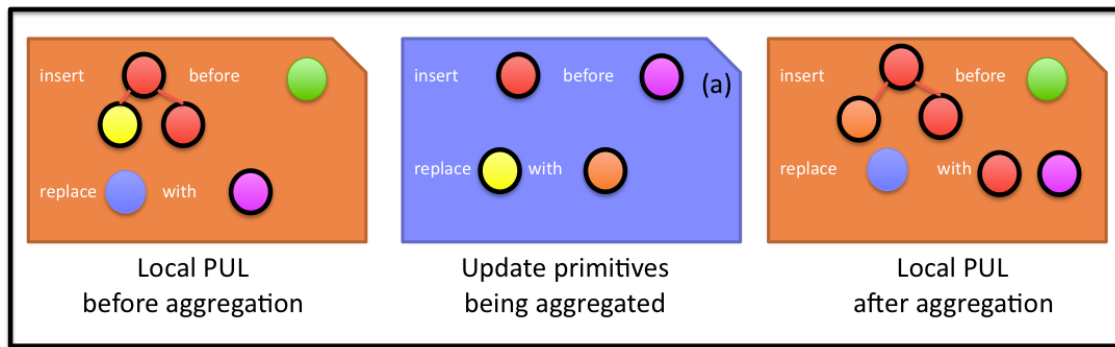 insert before
replace with
Local PUL
before aggregation
insert before (a)
replace with
Update primitives
being aggregated
insert before
replace with
Local PUL
after aggregation